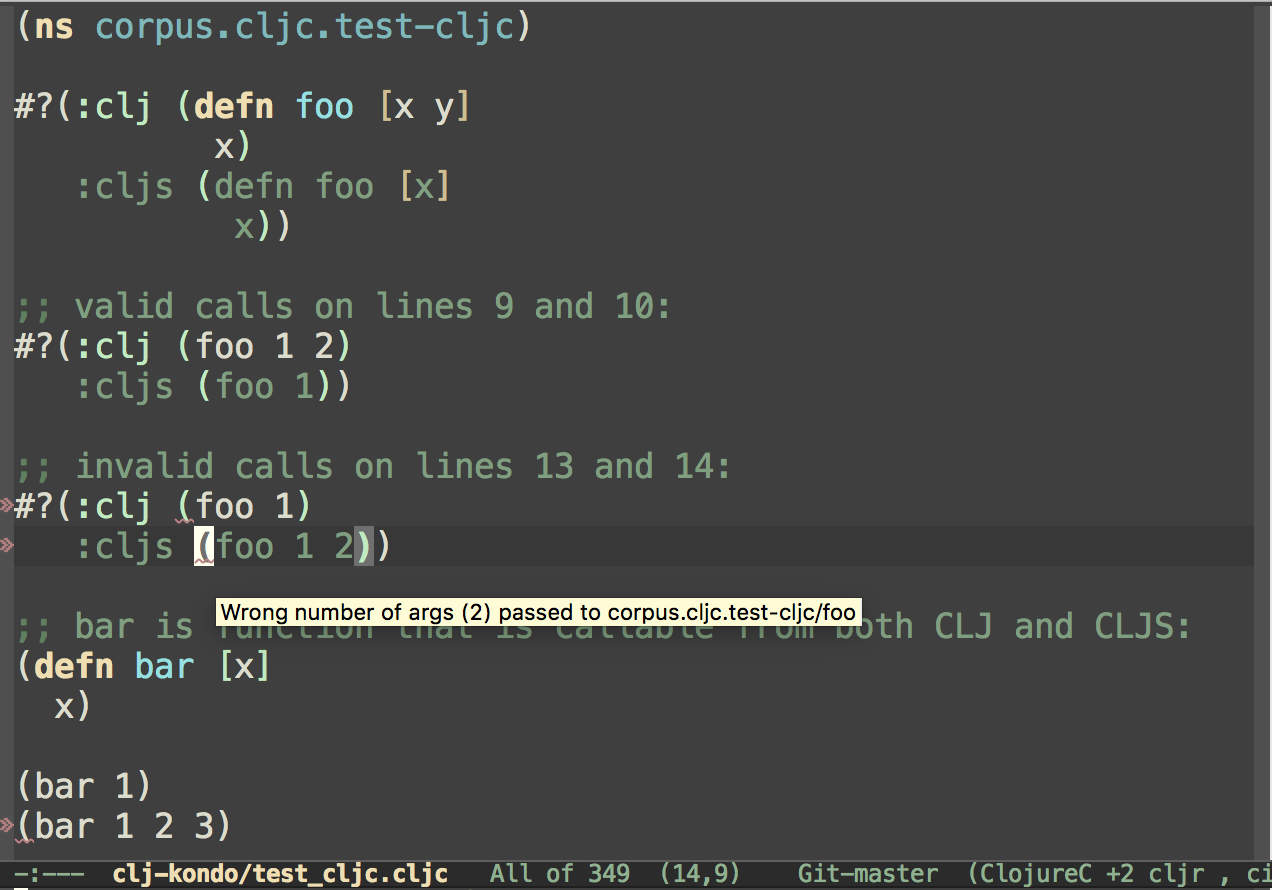 (ns corpus.cljc.test-cljc)
#?(:clj (defn foo [x y]
          x)
   :cljs (defn foo [x]
           x))
;; valid calls on lines 9 and 10:
#?(:clj (foo 1 2)
   :cljs (foo 1))
;; invalid calls on lines 13 and 14:
#?(:clj (foo 1)
   :cljs (foo 1 2))
Wrong number of args (2) passed to corpus.cljc.test-cljc/foo
;; bar is function that is callable from both CLJ and CLJS:
(defn bar [x]
  x)
(bar 1)
(bar 1 2 3)
-:--- clj-kondo/test_cljc.cljc All of 349 (14,9) Git-master (ClojureC +2 cljr , ci